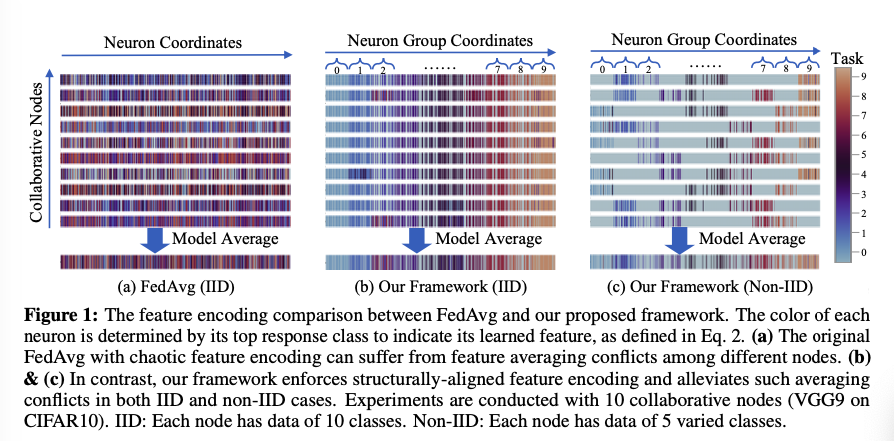 Neuron Coordinates
Neuron Group Coordinates
Neuron Group Coordinates
Task
0 1 2 ...... 7 8 9
0 1 2 ...... 7 8 9
9
8
7
6
5
4
3
2
1
0
Collaborative Nodes
Model Average
Model Average
Model Average
(a) FedAvg (IID)
(b) Our Framework (IID)
(c) Our Framework (Non-IID)
Figure 1: The feature encoding comparison between FedAvg and our proposed framework. The color of each
neuron is determined by its top response class to indicate its learned feature, as defined in Eq. 2. (a) The original
FedAvg with chaotic feature encoding can suffer from feature averaging conflicts among different nodes. (b)
& (c) In contrast, our framework enforces structurally-aligned feature encoding and alleviates such averaging
conflicts in both IID and non-IID cases. Experiments are conducted with 10 collaborative nodes (VGG9 on
CIFAR10). IID: Each node has data of 10 classes. Non-IID: Each node has data of 5 varied classes.